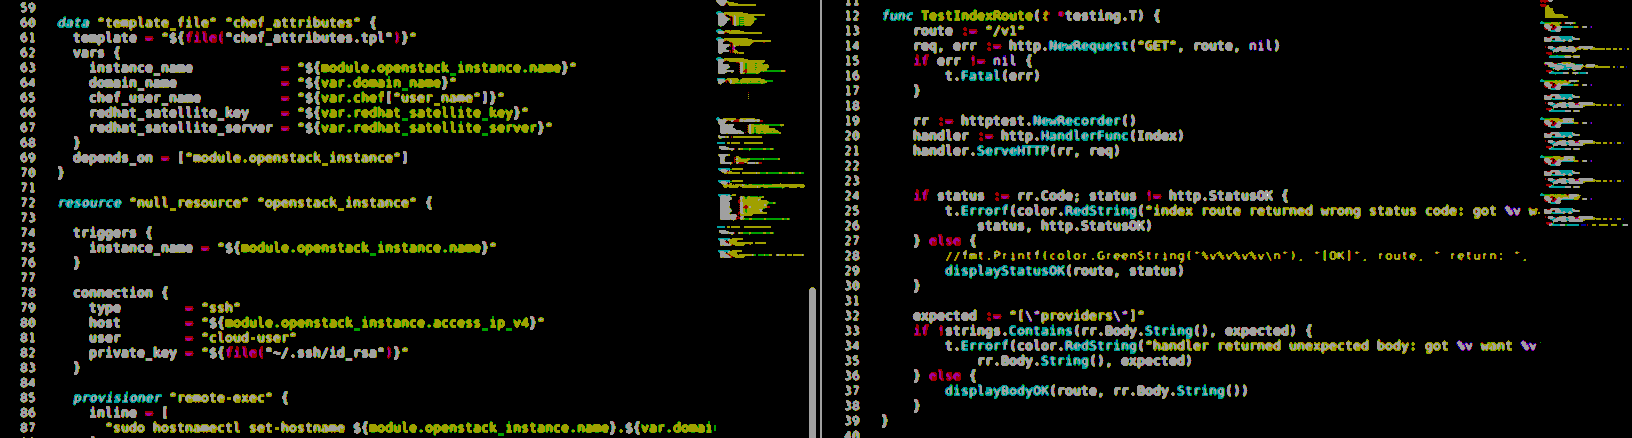 59
60 data "template_file" "chef_attributes" {
61 template = "${file("chef_attributes.tpl")}"
62 vars {
63 instance_name = "${module.openstack_instance.name}"
64 domain_name = "${var.domain_name}"
65 chef_user_name = "${var.chef["user_name"]}"
66 redhat_satellite_key = "${var.redhat_satellite_key}"
67 redhat_satellite_server = "${var.redhat_satellite_server}"
68 }
69 depends_on = ["module.openstack_instance"]
70 }
71
72 resource "null_resource" "openstack_instance" {
73
74 triggers {
75 instance_name = "${module.openstack_instance.name}"
76 }
77
78 connection {
79 type = "ssh"
80 host = "${module.openstack_instance.access_ip_v4}"
81 user = "cloud-user"
82 private_key = "${file("~/.ssh/id_rsa")}"
83 }
84
85 provisioner "remote-exec" {
86 inline = [
87 "sudo hostnamectl set-hostname ${module.openstack_instance.name}.${var.domai
11
12 func TestIndexRoute(t *testing.T) {
13 route := "/v1"
14 req, err := http.NewRequest("GET", route, nil)
15 if err != nil {
16 t.Fatal(err)
17 }
18
19 rr := httptest.NewRecorder()
20 handler := http.HandlerFunc(Index)
21 handler.ServeHTTP(rr, req)
22
23
24 if status := rr.Code; status != http.StatusOK {
25 t.Errorf(color.RedString("index route returned wrong status code: got %v w
26 status, http.StatusOK)
27 } else {
28 //fmt.Printf(color.GreenString("%v%v%v%v\n"), "[OK]", route, " return: ",
29 displayStatusOK(route, status)
30 }
31
32 expected := "[\"providers\"]"
33 if !strings.Contains(rr.Body.String(), expected) {
34 t.Errorf(color.RedString("handler returned unexpected body: got %v want %v
35 rr.Body.String(), expected)
36 } else {
37 displayBodyOK(route, rr.Body.String())
38 }
39 }
40